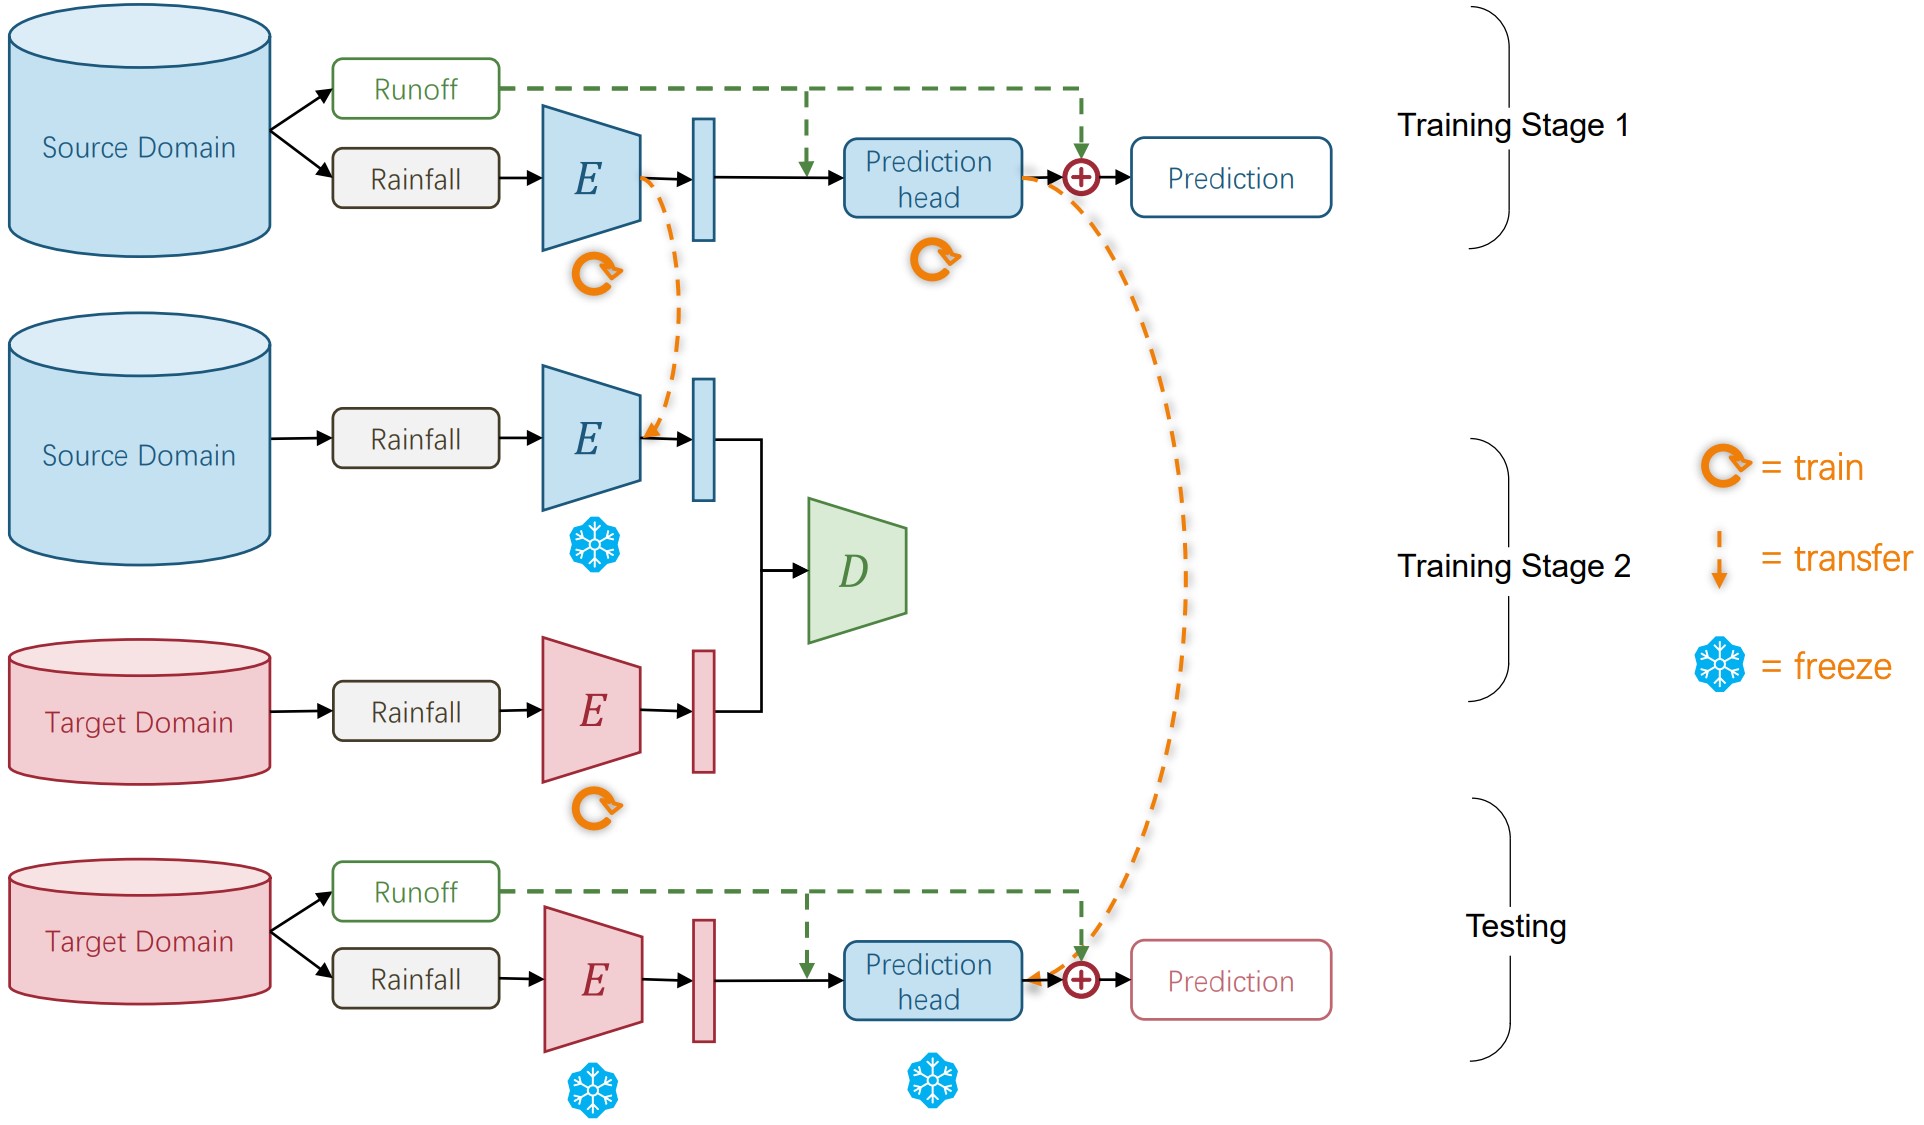 Source Domain
Runoff
Rainfall
E
Prediction
head
Prediction
Training Stage 1
Source Domain
Rainfall
E
D
Target Domain
Rainfall
E
Training Stage 2
= train
= transfer
= freeze
Target Domain
Runoff
Rainfall
E
Prediction
head
Prediction
Testing